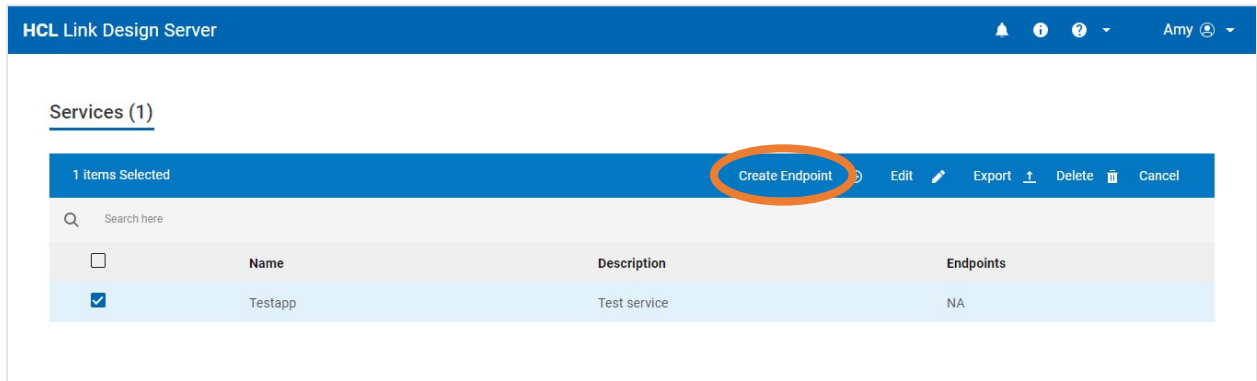 HCL Link Design Server Amy
Services (1)
1 items Selected Create Endpoint Edit Export Delete Cancel
Search here
Name Description Endpoints
Testapp Test service NA